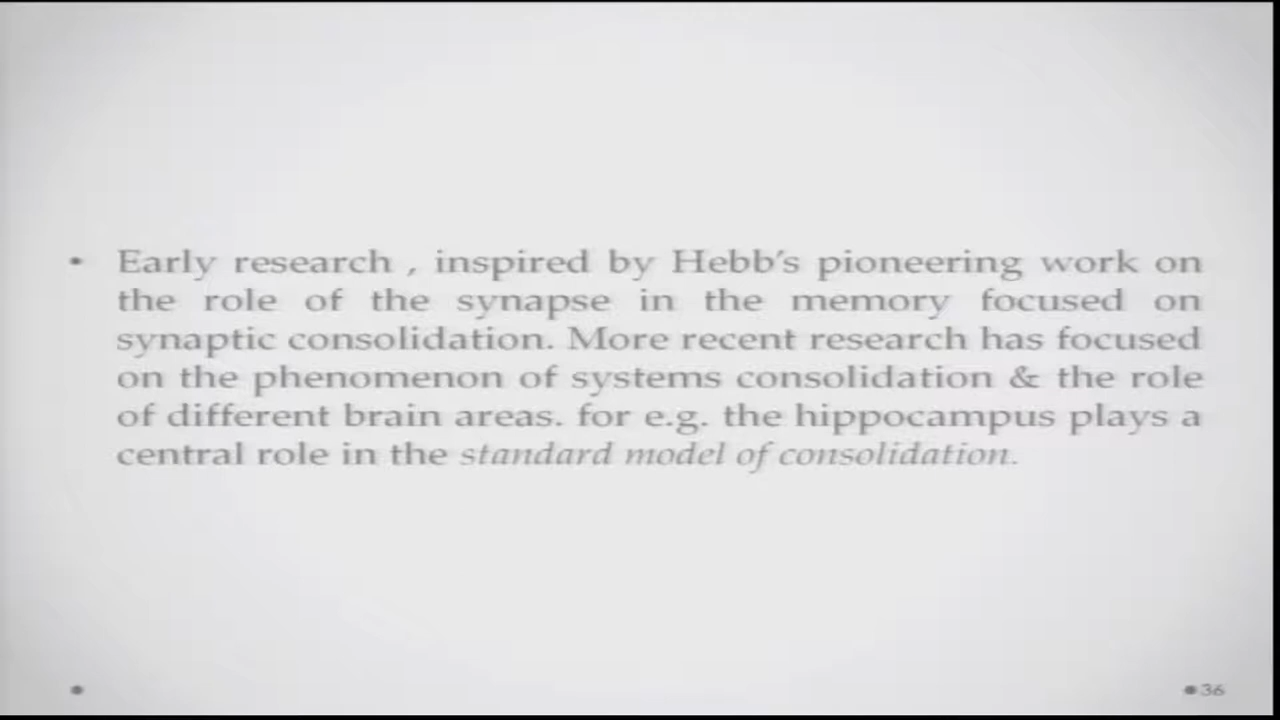 • Early research , inspired by Hebb's pioneering work on
the role of the synapse in the memory focused on
synaptic consolidation. More recent research has focused
on the phenomenon of systems consolidation & the role
of different brain areas. for e.g. the hippocampus plays a
central role in the standard model of consolidation.
• 36